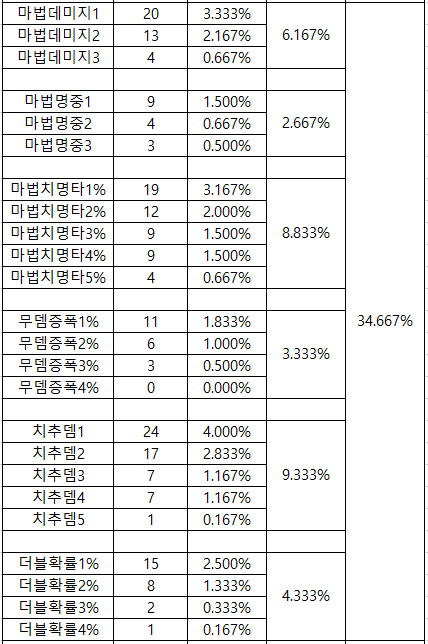 마법데미지1 20 3.333%
마법데미지2 13 2.167% 6.167%
마법데미지3 4 0.667%
마법명중1 9 1.500%
마법명중2 4 0.667% 2.667%
마법명중3 3 0.500%
마법치명타1% 19 3.167%
마법치명타2% 12 2.000%
마법치명타3% 9 1.500% 8.833%
마법치명타4% 9 1.500%
마법치명타5% 4 0.667%
무뎀증폭1% 11 1.833% 34.667%
무뎀증폭2% 6 1.000% 3.333%
무뎀증폭3% 3 0.500%
무뎀증폭4% 0 0.000%
치추뎀1 24 4.000%
치추뎀2 17 2.833%
치추뎀3 7 1.167% 9.333%
치추뎀4 7 1.167%
치추뎀5 1 0.167%
더블확률1% 15 2.500%
더블확률2% 8 1.333% 4.333%
더블확률3% 2 0.333%
더블확률4% 1 0.167%